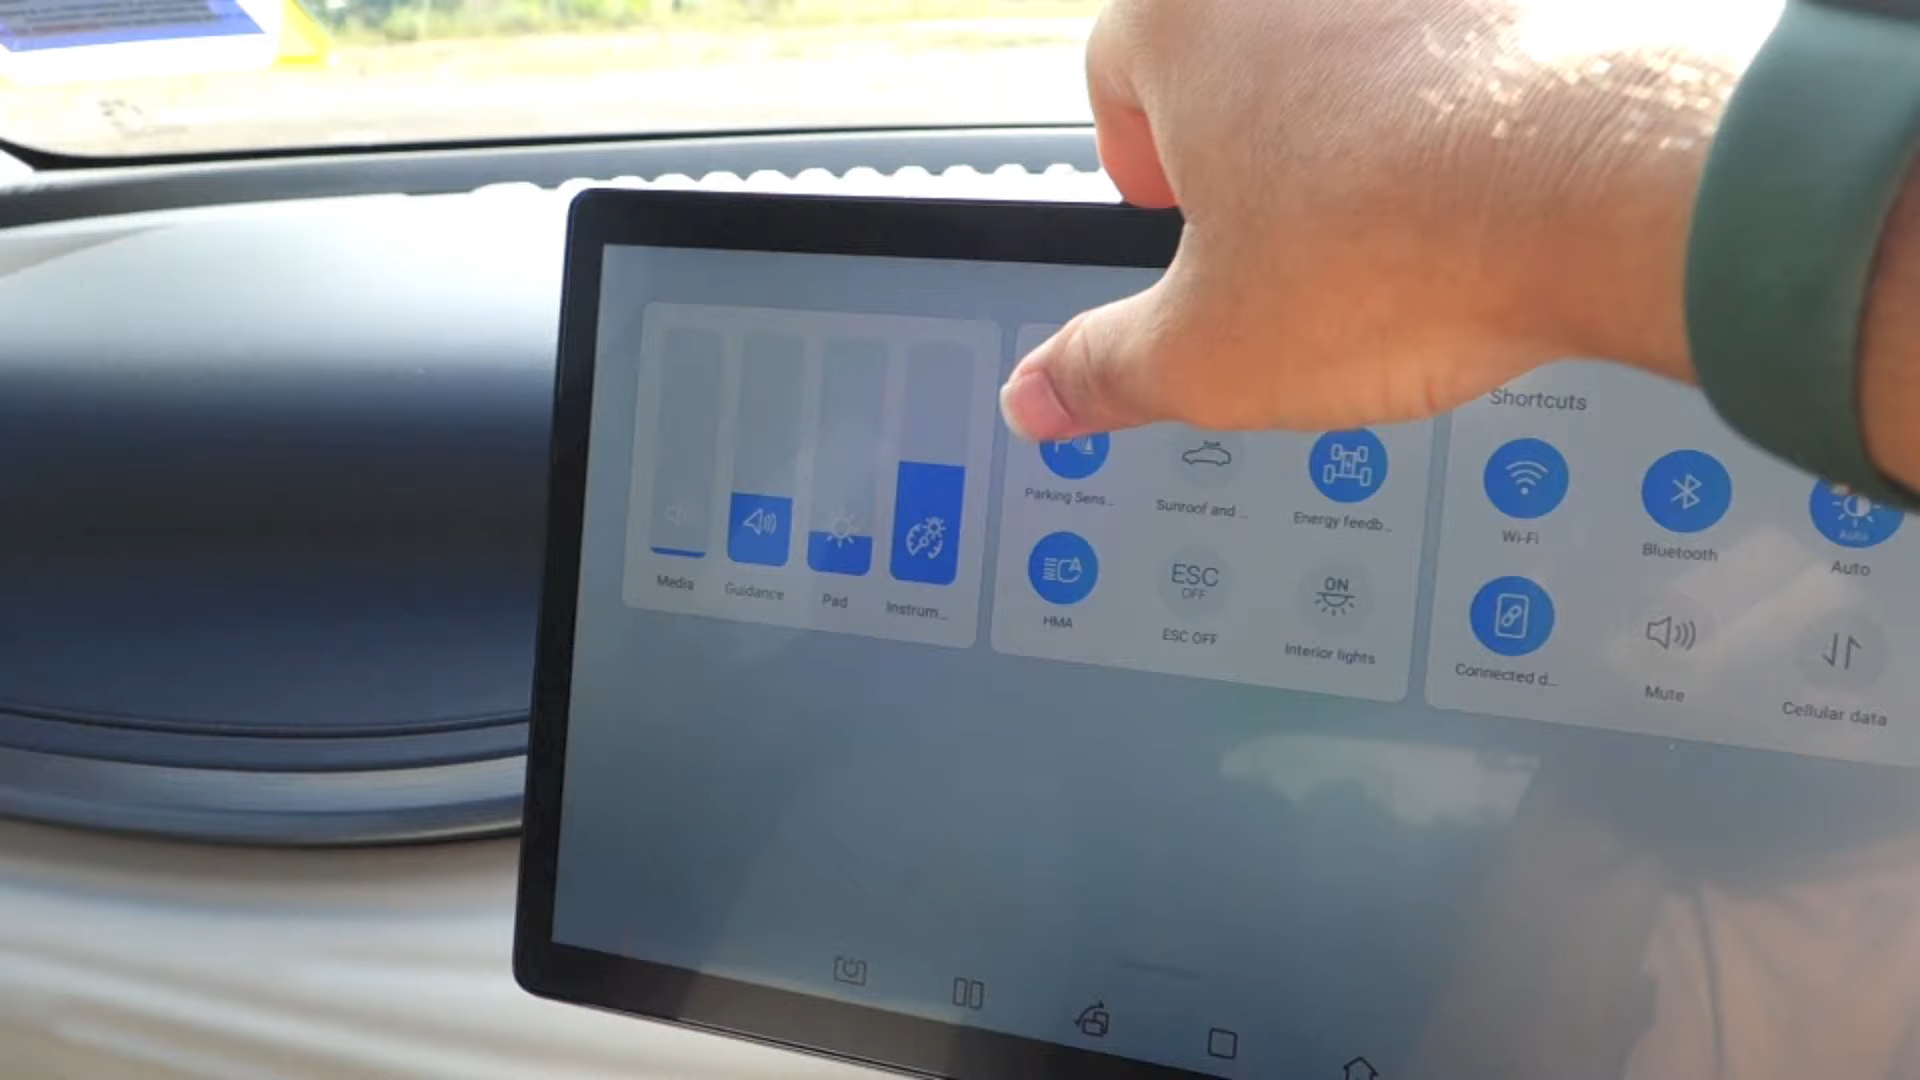 Shortcuts
Media
Guidance
Pad
Instrum...
Parking Sens...
Sunroof and ...
Energy feedb...
Wi-Fi
Bluetooth
Auto
Auto
HMA
ESC
OFF
ESC OFF
ON
Interior lights
Connected d...
Mute
Cellular data